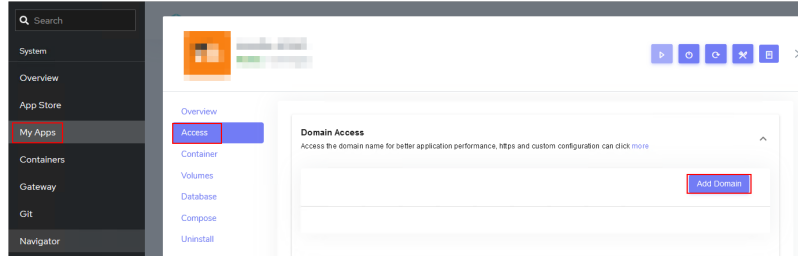 Search
System
Overview
App Store
My Apps
Containers
Gateway
Git
Navigator
Overview
Access
Container
Volumes
Database
Compose
Uninstall
Domain Access
Access the domain name for better application performance, https and custom configuration can click more
Add Domain